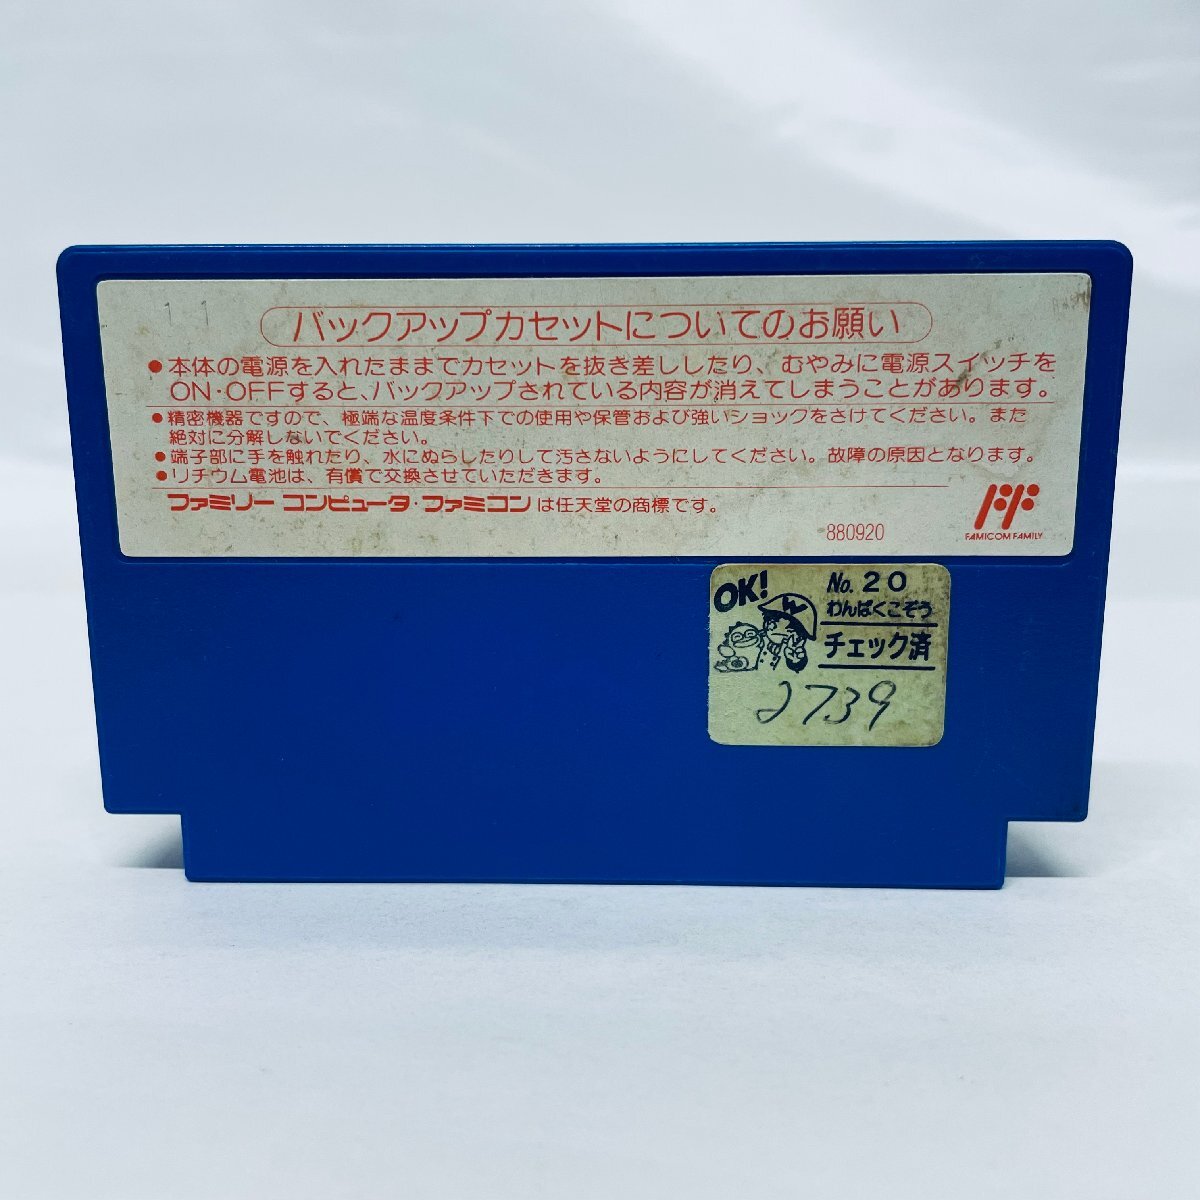 11
バックアップカセットについてのお願い
●本体の電源を入れたままでカセットを抜き差ししたり、むやみに電源スイッチを
ON・OFFすると、バックアップされている内容が消えてしまうことがあります。
●精密機器ですので、極端な温度条件下での使用や保管および強いショックをさけてください。また
絶対に分解しないでください。
●端子部に手を触れたり、水にぬらしたりして汚さないようにしてください。故障の原因となります。
●リチウム電池は、有償で交換させていただきます。
ファミリー コンピュータ・ファミコンは任天堂の商標です。
880920
FAMICOM FAMILY
OK!
W
No. 20
わんぱくこぞう
チェック済
2739